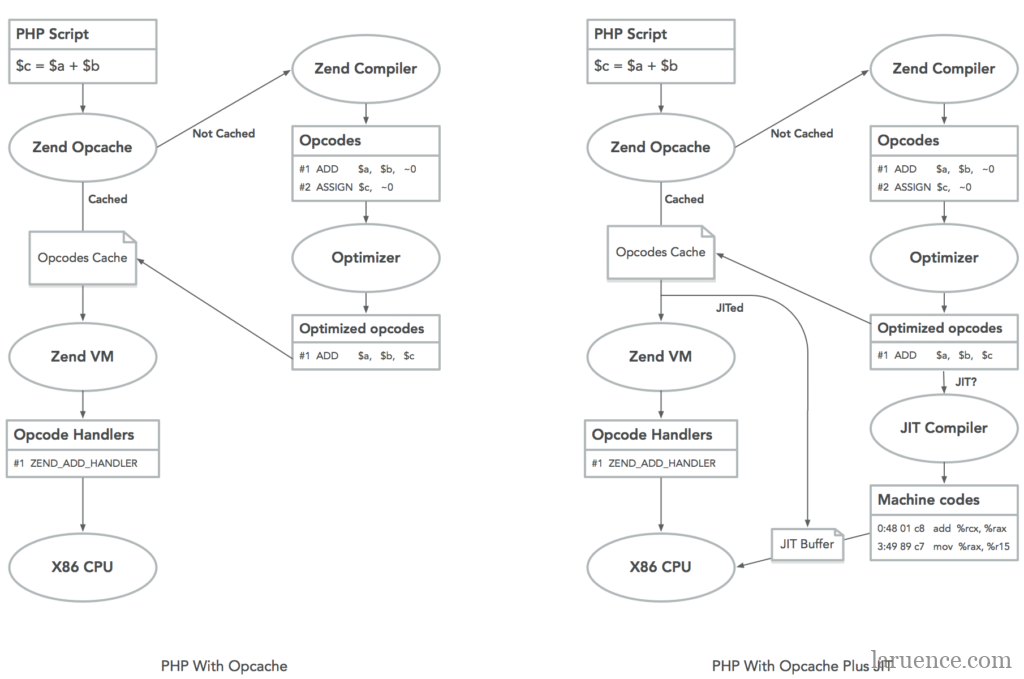 PHP Script
$c = $a + $b
Zend Opcache
Not Cached
Zend Compiler
Opcodes
#1 ADD $a, $b, ~0
#2 ASSIGN $c, ~0
Optimizer
Optimized opcodes
#1 ADD $a, $b, $c
Cached
Opcodes Cache
Zend VM
Opcode Handlers
#1 ZEND_ADD_HANDLER
X86 CPU
PHP With Opcache
PHP Script
$c = $a + $b
Zend Opcache
Not Cached
Zend Compiler
Opcodes
#1 ADD $a, $b, ~0
#2 ASSIGN $c, ~0
Optimizer
Optimized opcodes
#1 ADD $a, $b, $c
JIT?
JIT Compiler
Machine codes
0:48 01 c8 add %rcx, %rax
3:49 89 c7 mov %rax, %r15
Cached
Opcodes Cache
JITed
Zend VM
Opcode Handlers
#1 ZEND_ADD_HANDLER
JIT Buffer
X86 CPU
PHP With Opcache Plus JIT
laruence.com